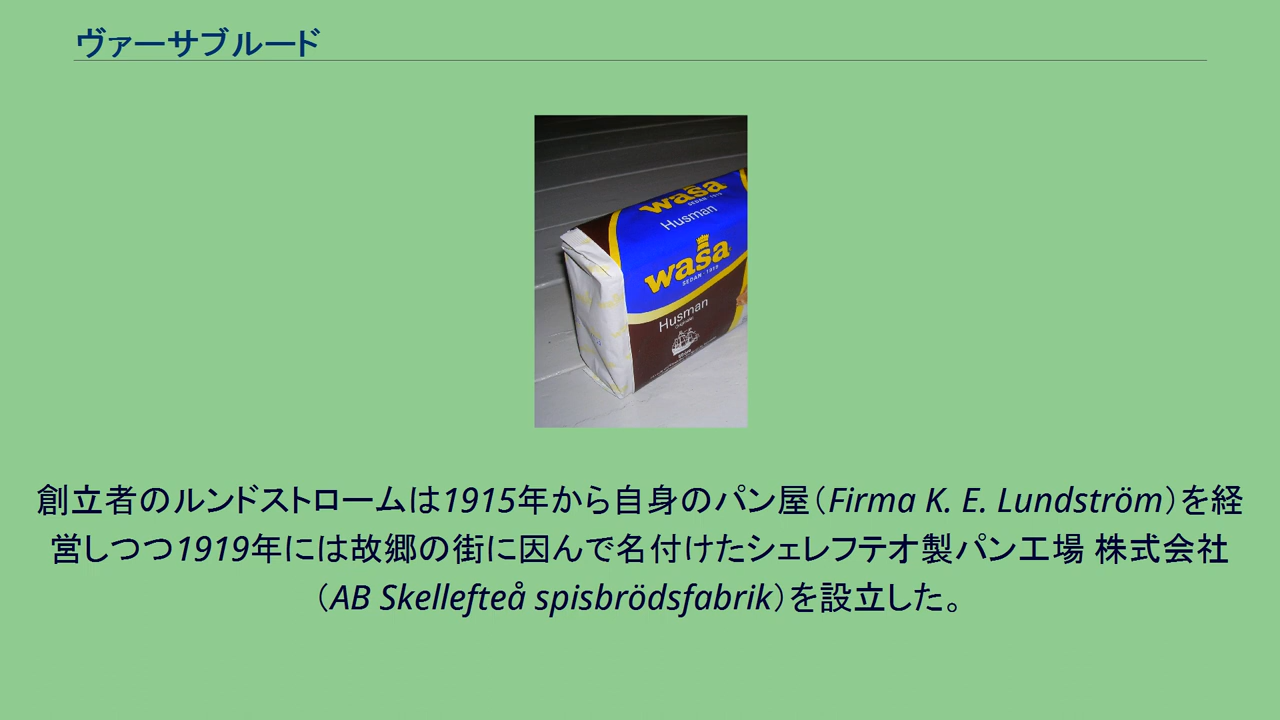 ヴァーサブルード
wasa
SEDAN · 1919
Husman
wasa
SEDAN · 1919
Husman
創立者のルンドストロームは1915年から自身のパン屋（Firma K. E. Lundström）を経
営しつつ1919年には故郷の街に因んで名付けたシェレフテオ製パン工場 株式会社
（AB Skellefteå spisbrödsfabrik）を設立した。